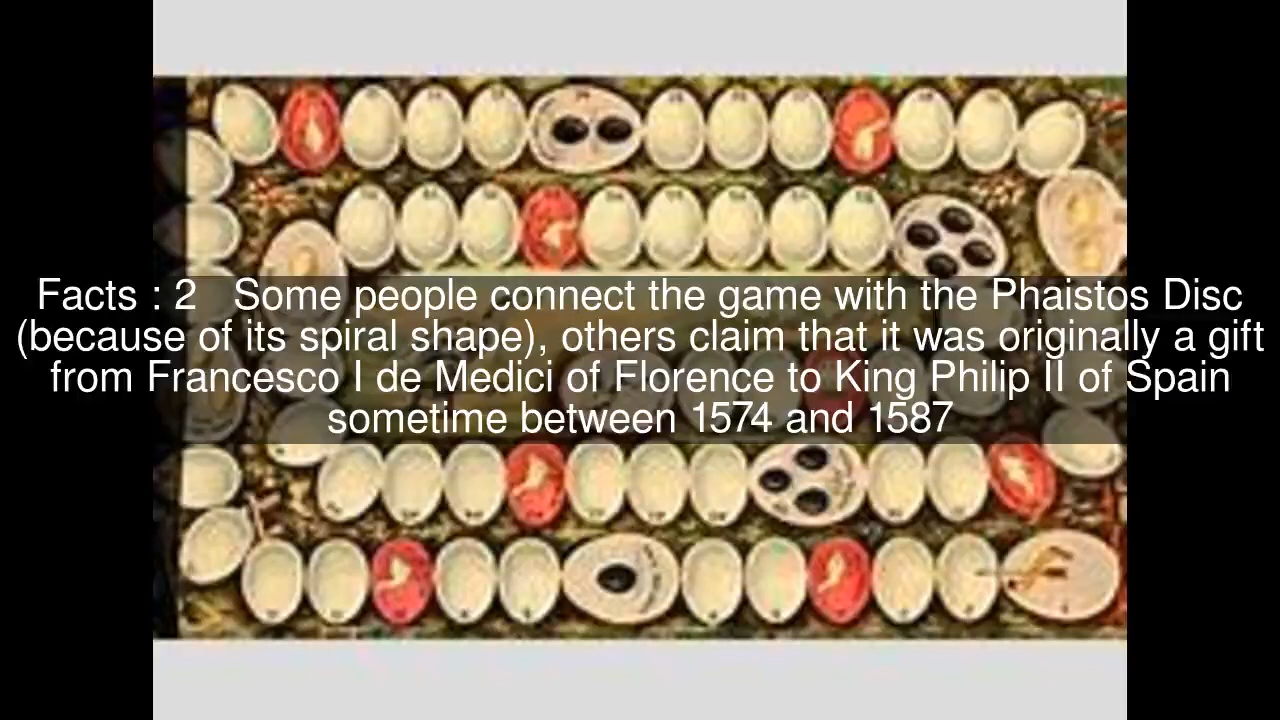 Facts : 2 Some people connect the game with the Phaistos Disc
(because of its spiral shape), others claim that it was originally a gift
from Francesco I de Medici of Florence to King Philip II of Spain
sometime between 1574 and 1587